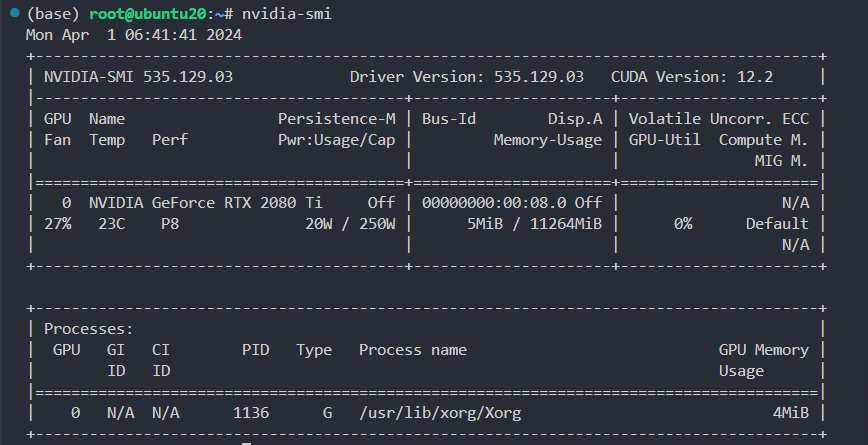 (base) root@ubuntu20:~# nvidia-smi
Mon Apr  1 06:41:41 2024
+---------------------------------------------------------------------------------------+
| NVIDIA-SMI 535.129.03             Driver Version: 535.129.03   CUDA Version: 12.2     |
|-----------------------------------------+----------------------+----------------------+
| GPU  Name                 Persistence-M | Bus-Id        Disp.A | Volatile Uncorr. ECC |
| Fan  Temp   Perf          Pwr:Usage/Cap |         Memory-Usage | GPU-Util  Compute M. |
|                                         |                      |               MIG M. |
|=========================================+======================+======================|
|   0  NVIDIA GeForce RTX 2080 Ti     Off | 00000000:00:08.0 Off |                  N/A |
| 27%   23C    P8              20W / 250W |      5MiB / 11264MiB |      0%      Default |
|                                         |                      |                  N/A |
+-----------------------------------------+----------------------+----------------------+

+---------------------------------------------------------------------------------------+
| Processes:                                                                            |
|  GPU   GI   CI        PID   Type   Process name                            GPU Memory |
|        ID   ID                                                             Usage      |
|=======================================================================================|
|    0   N/A  N/A      1136      G   /usr/lib/xorg/Xorg                            4MiB |
+---------------------------------------------------------------------------------------+